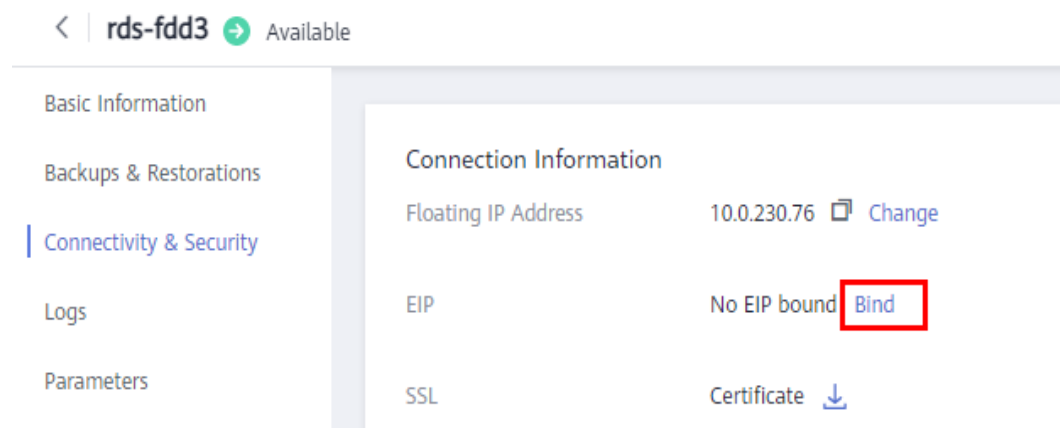 rds-fdd3 Available
Basic Information
Backups & Restorations
Connectivity & Security
Logs
Parameters
Connection Information
Floating IP Address 10.0.230.76 Change
EIP No EIP bound Bind
SSL Certificate